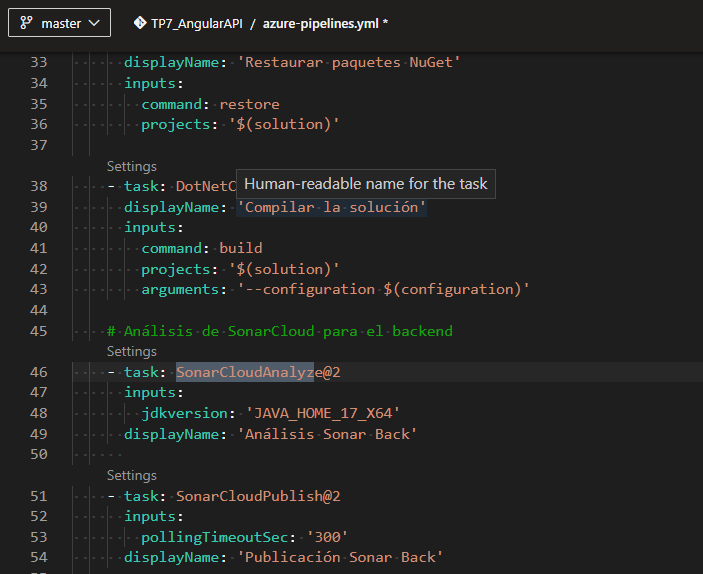 master TP7_AngularAPI / azure-pipelines.yml *
33 displayName: 'Restaurar paquetes NuGet'
34 inputs:
35 command: restore
36 projects: '$(solution)'
37
Settings
38 - task: DotNetC
Human-readable name for the task
39 displayName: 'Compilar la solución'
40 inputs:
41 command: build
42 projects: '$(solution)'
43 arguments: '--configuration $(configuration)'
44
45 # Análisis de SonarCloud para el backend
Settings
46 - task: SonarCloudAnalyze@2
47 inputs:
48 jdkversion: 'JAVA_HOME_17_X64'
49 displayName: 'Análisis Sonar Back'
50
Settings
51 - task: SonarCloudPublish@2
52 inputs:
53 pollingTimeoutSec: '300'
54 displayName: 'Publicación Sonar Back'